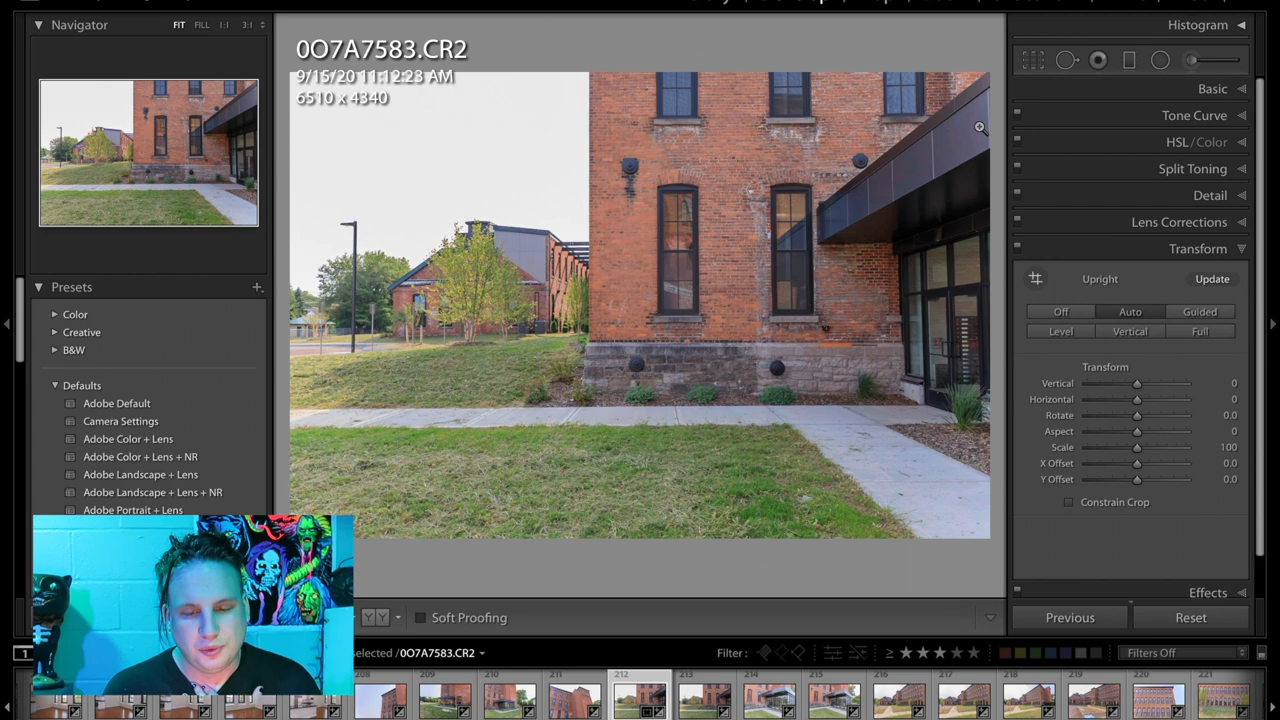 Navigator
FIT
FILL
1:1
3:1
Histogram
0O7A7583.CR2
9/15/20 11:12:23 AM
6510 x 4340
Basic
Tone Curve
HSL / Color
Split Toning
Detail
Lens Corrections
Transform
Upright
Update
Off
Auto
Guided
Level
Vertical
Full
Transform
Vertical 0
Horizontal 0
Rotate 0.0
Aspect 0
Scale 100
X Offset 0.0
Y Offset 0.0
Constrain Crop
Effects
Previous
Reset
Presets
Color
Creative
B&W
Defaults
Adobe Default
Camera Settings
Adobe Color + Lens
Adobe Color + Lens + NR
Adobe Landscape + Lens
Adobe Landscape + Lens + NR
Adobe Portrait + Lens
YY
Soft Proofing
1
selected /0O7A7583.CR2
Filter :
≥ ★★★★★
Filters Off
208
209
210
211
212
213
214
215
216
217
218
219
220
221